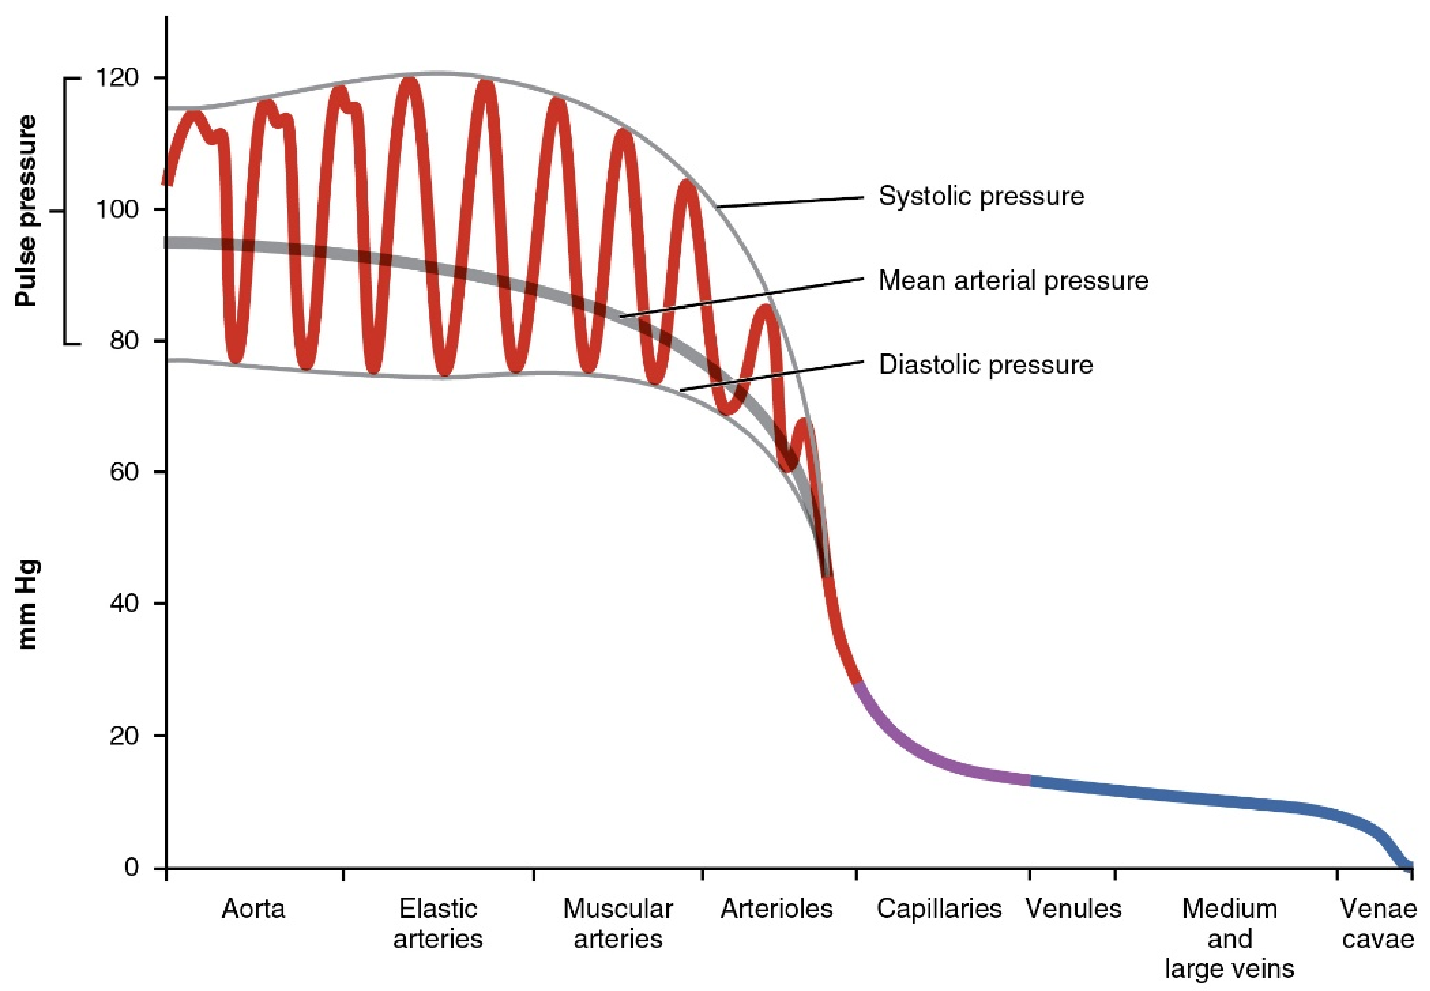 Pulse pressure
mm Hg
120
100
80
60
40
20
0
Systolic pressure
Mean arterial pressure
Diastolic pressure
Aorta
Elastic
arteries
Muscular
arteries
Arterioles
Capillaries
Venules
Medium
and
large veins
Venae
cavae